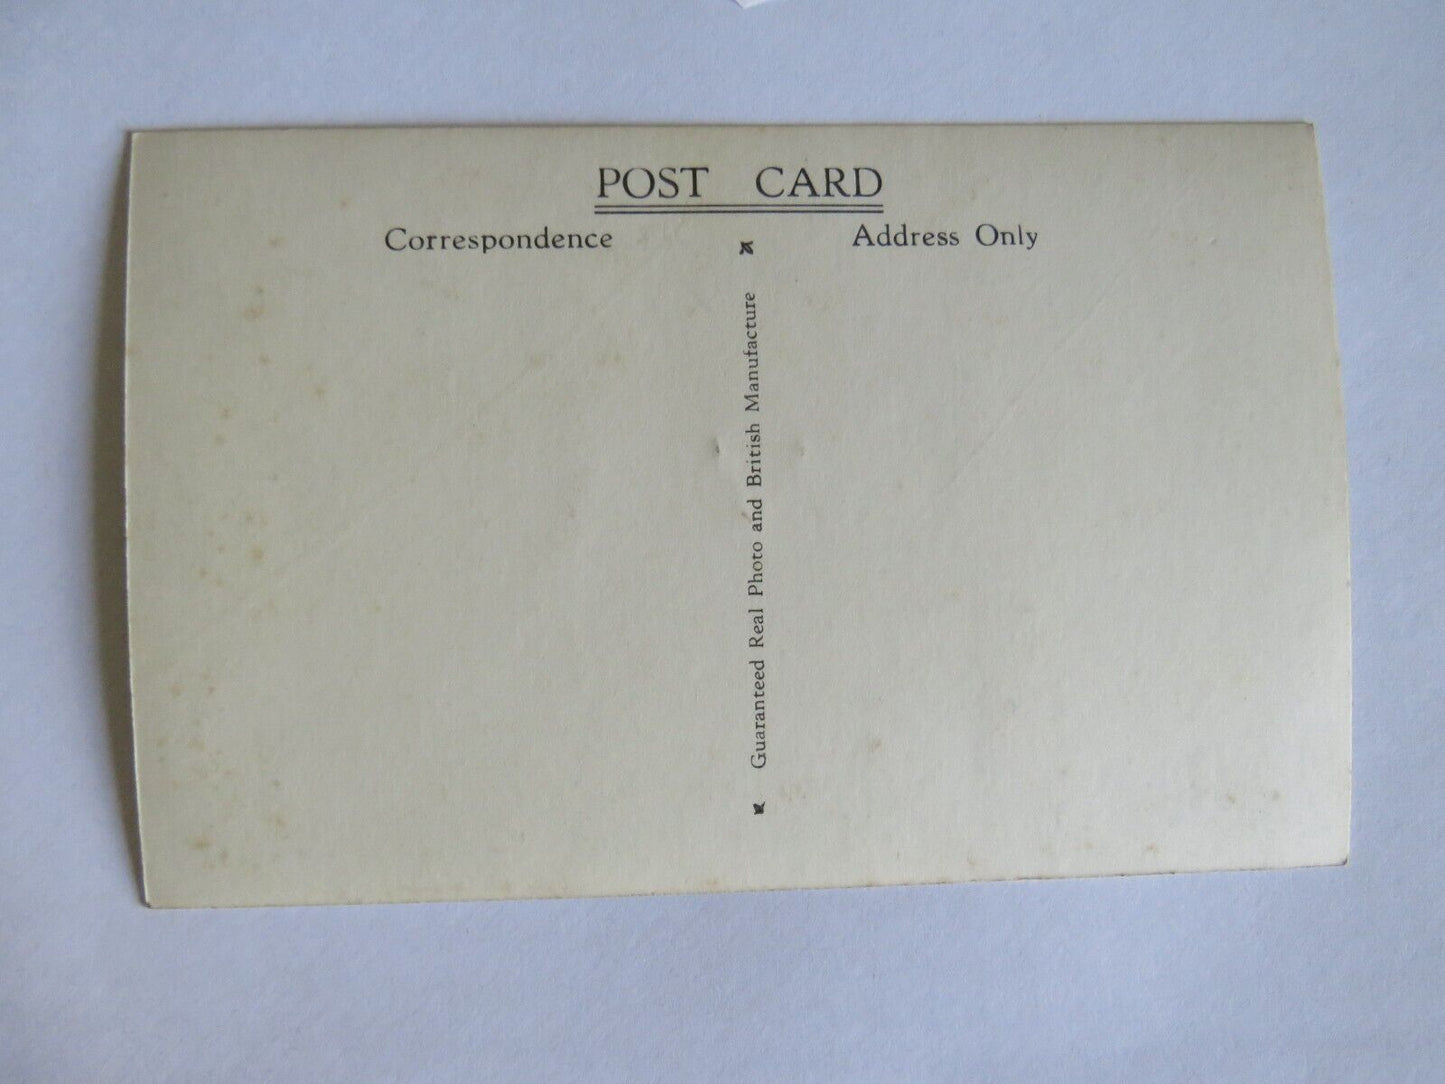 POST CARD
Correspondence
Address Only
Guaranteed Real Photo and British Manufacture